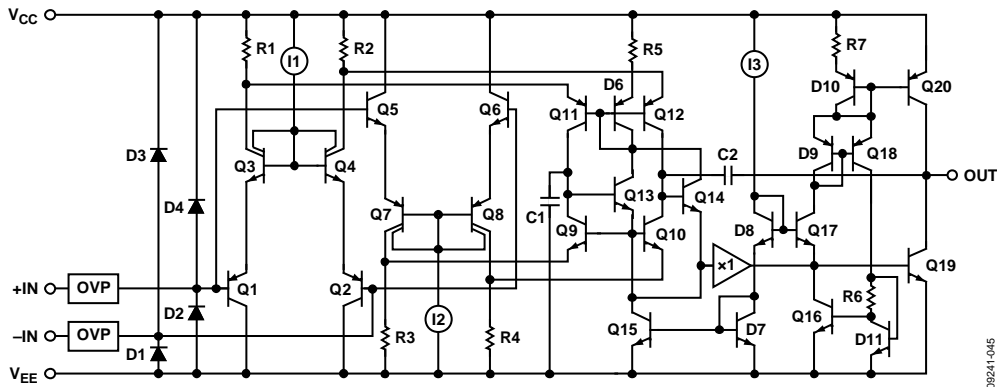 VCC
R1
I1
R2
R5
I3
R7
D6
D10
Q20
Q5
Q6
Q11
Q12
D3
Q3
Q4
D9
Q18
C2
OUT
D4
Q7
Q8
C1
Q13
Q14
Q9
Q10
D8
Q17
×1
Q19
+IN
OVP
Q1
Q2
D2
I2
R6
–IN
OVP
R3
R4
Q15
D7
Q16
D11
D1
VEE
09241-045